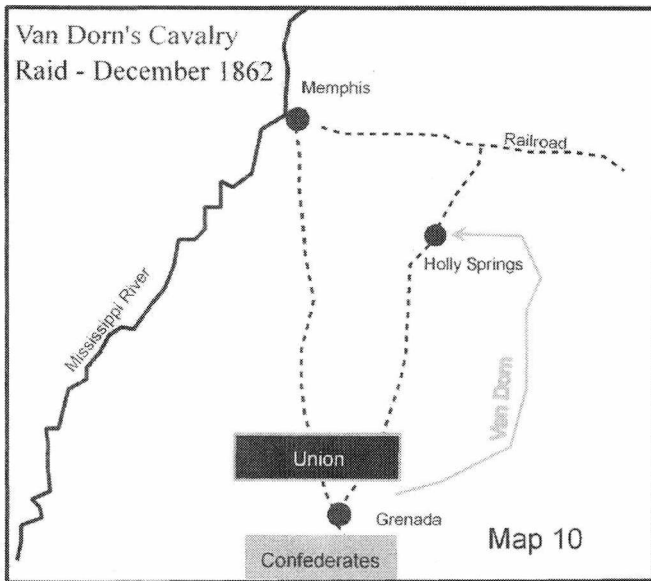 Van Dorn's Cavalry
Raid - December 1862
Memphis
Railroad
Holly Springs
Mississippi River
Van Dorn
Union
Grenada
Map 10
Confederates